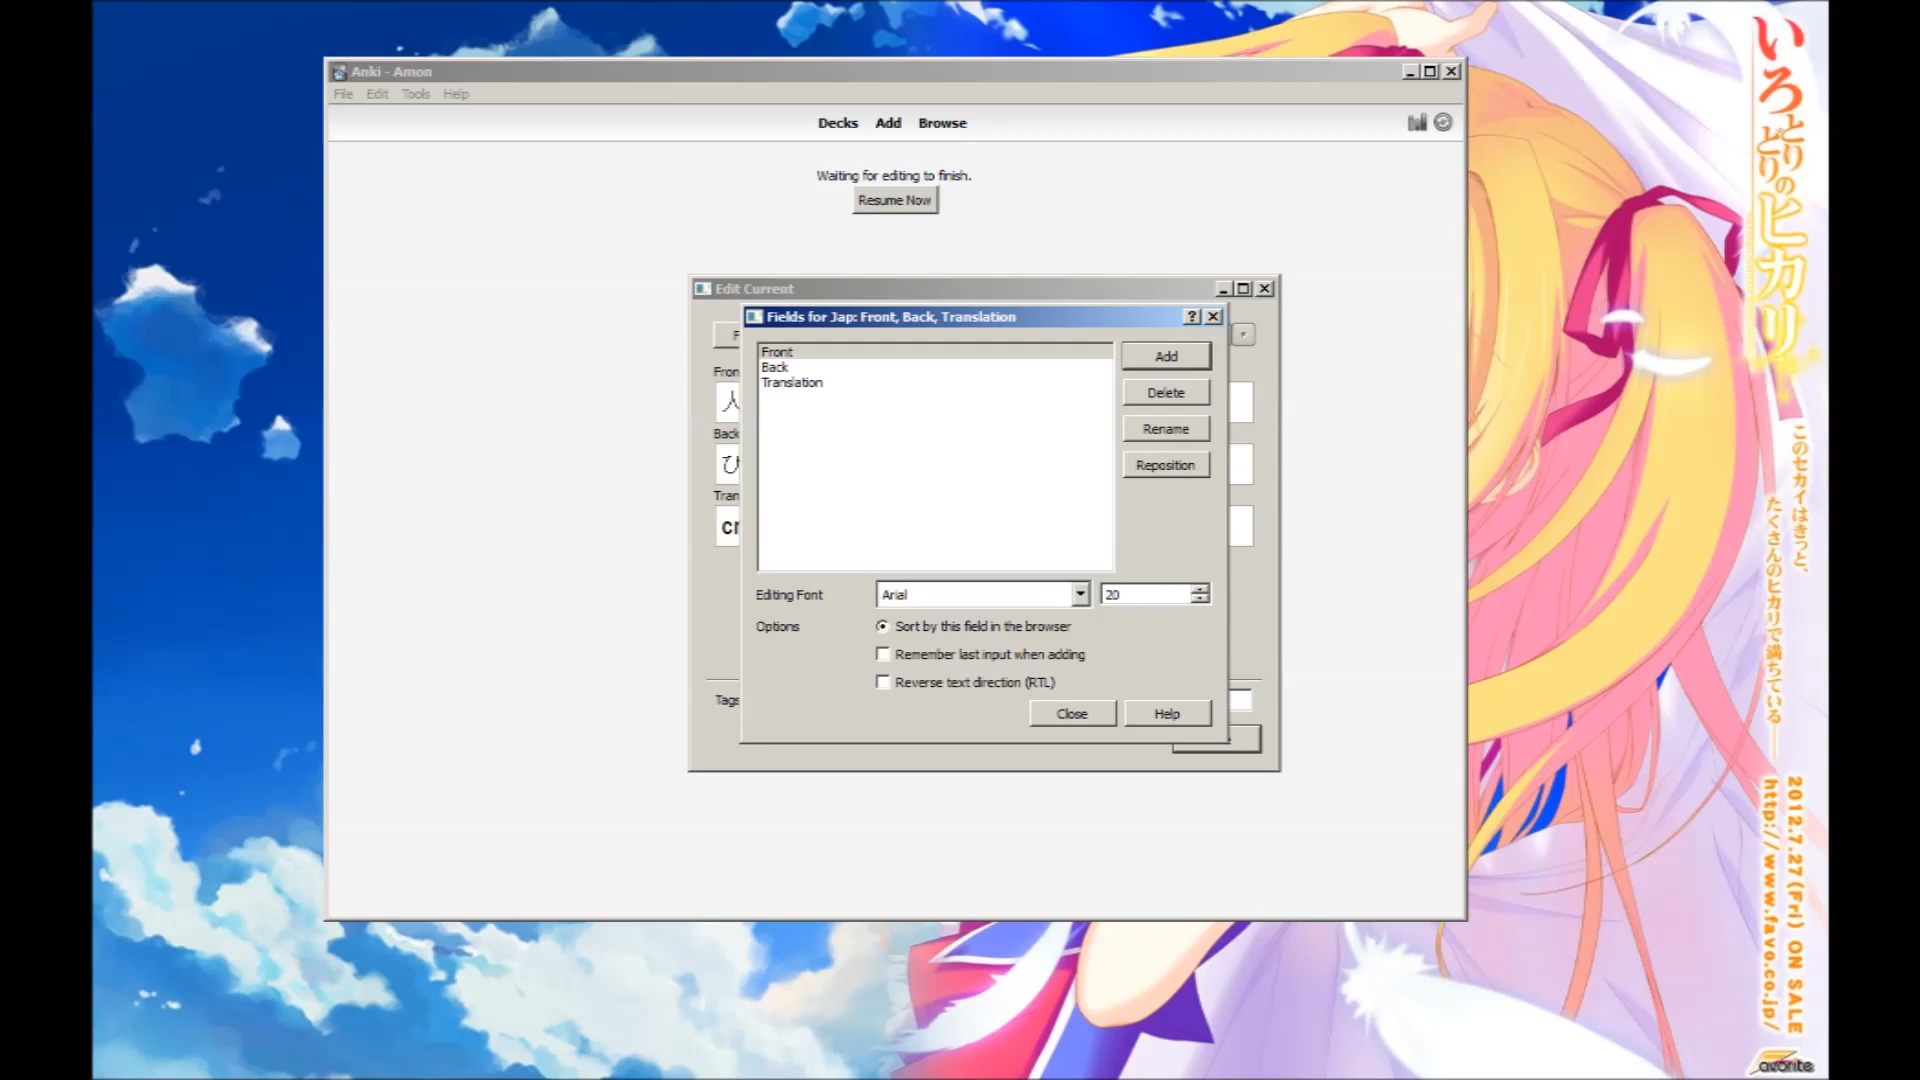 Anki - Amon
File Edit Tools Help
Decks Add Browse
Waiting for editing to finish.
Resume Now
Edit Current
Fields for Jap: Front, Back, Translation
Front
Back
Translation
Add
Delete
Rename
Reposition
Fron
人
Back
ひ
Tran
Editing Font
Arial
20
Options
Sort by this field in the browser
Remember last input when adding
Reverse text direction (RTL)
Tags
Close
Help
いろとりどりのヒカリ
このセカイはきっと、
たくさんのヒカリで満ちている──
2012.7.27(Fri) ON SALE
http://www.favo.co.jp/
Favorite